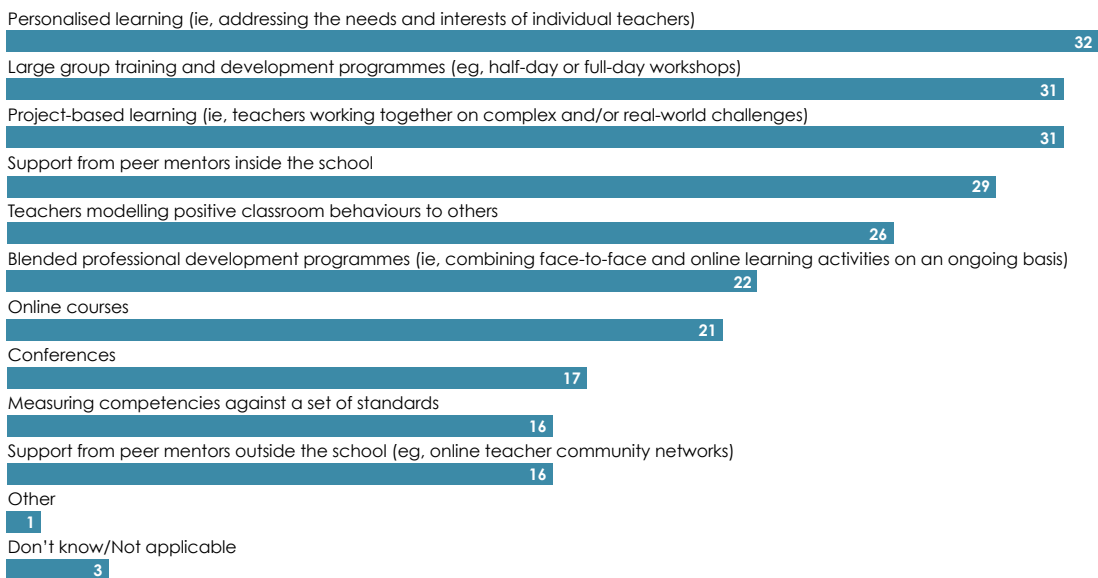 Personalised learning (ie, addressing the needs and interests of individual teachers)
32
Large group training and development programmes (eg, half-day or full-day workshops)
31
Project-based learning (ie, teachers working together on complex and/or real-world challenges)
31
Support from peer mentors inside the school
29
Teachers modelling positive classroom behaviours to others
26
Blended professional development programmes (ie, combining face-to-face and online learning activities on an ongoing basis)
22
Online courses
21
Conferences
17
Measuring competencies against a set of standards
16
Support from peer mentors outside the school (eg, online teacher community networks)
16
Other
1
Don’t know/Not applicable
3